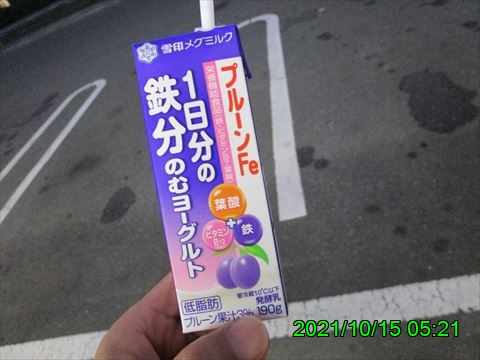 雪印メグミルク
プルーンFe
栄養機能食品(鉄・ビタミンB12・葉酸)
1日分の
鉄分のむヨーグルト
葉酸
+
ビタミン
B12
鉄
要冷蔵10℃以下
低脂肪
発酵乳
プルーン果汁3% 190g
2021/10/15 05:21